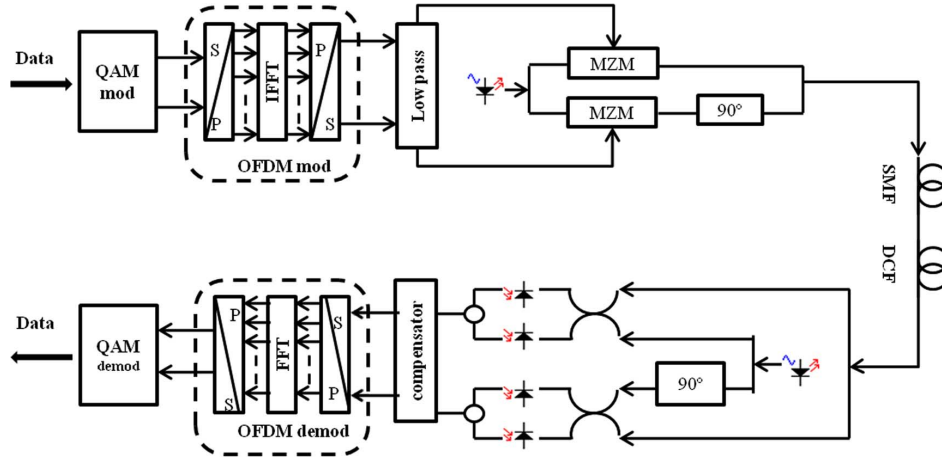 Data
QAM
mod
S
P
IFFT
P
S
OFDM mod
Low pass
MZM
MZM
90°
SMF
DCF
Data
QAM
demod
P
S
FFT
S
P
OFDM demod
compensator
90°